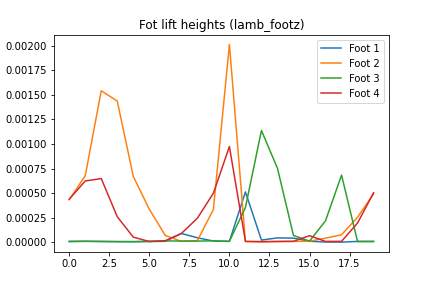 Fot lift heights (lamb_footz)
0.00200
0.00175
0.00150
0.00125
0.00100
0.00075
0.00050
0.00025
0.00000
Foot 1
Foot 2
Foot 3
Foot 4
0.0 2.5 5.0 7.5 10.0 12.5 15.0 17.5